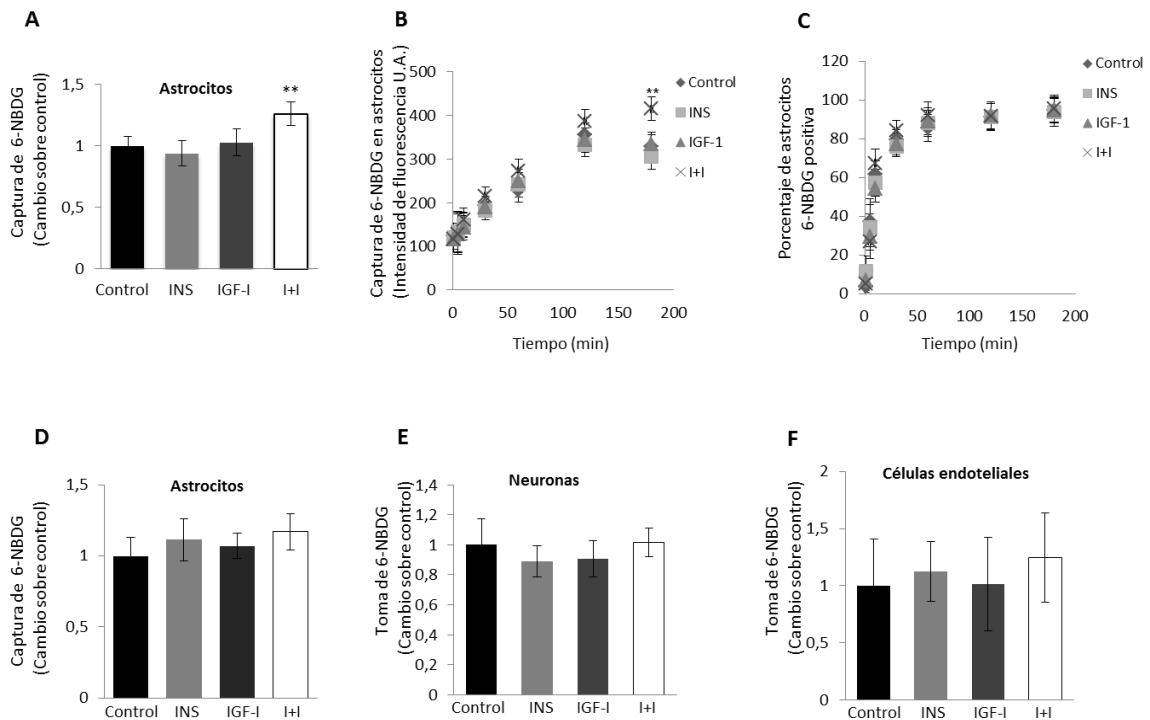 A
Astrocitos
Captura de 6-NBDG
(Cambio sobre control)
1,5
1
0,5
0
**
Control INS IGF-I I+I
B
Captura de 6-NBDG en astrocitos
(Intensidad de fluorescencia U.A.)
500
400
300
200
100
0
**
0 50 100 150 200
Tiempo (min)
Control
INS
IGF-1
I+I
C
Porcentaje de astrocitos
6-NBDG positiva
120
100
80
60
40
20
0
0 50 100 150 200
Tiempo (min)
Control
INS
IGF-1
I+I
D
Astrocitos
Captura de 6-NBDG
(Cambio sobre control)
1,5
1
0,5
0
Control INS IGF-I I+I
E
Neuronas
Toma de 6-NBDG
(Cambio sobre control)
1,4
1,2
1
0,8
0,6
0,4
0,2
0
Control INS IGF-I I+I
F
Células endoteliales
Toma de 6-NBDG
(Cambio sobre control)
2
1,5
1
0,5
0
Control INS IGF-I I+I